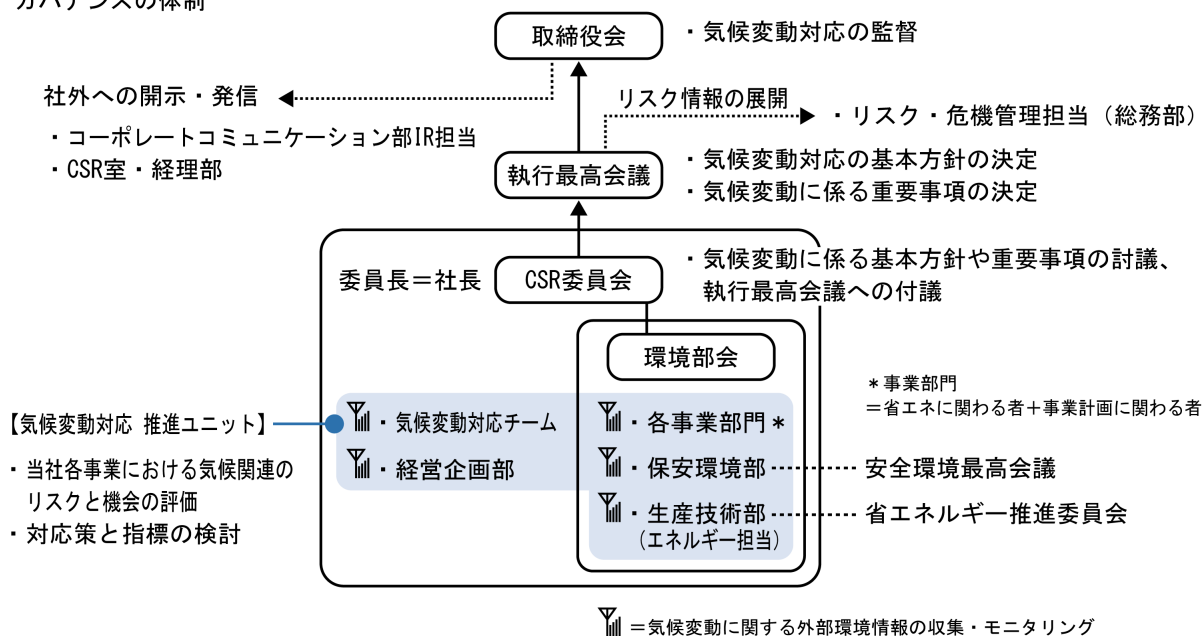 ガバナンスの体制
取締役会
・気候変動対応の監督
社外への開示・発信
・コーポレートコミュニケーション部IR担当
・CSR室・経理部
リスク情報の展開
・リスク・危機管理担当（総務部）
執行最高会議
・気候変動対応の基本方針の決定
・気候変動に係る重要事項の決定
委員長＝社長
CSR委員会
・気候変動に係る基本方針や重要事項の討議、
執行最高会議への付議
環境部会
＊事業部門
＝省エネに関わる者＋事業計画に関わる者
【気候変動対応 推進ユニット】
・当社各事業における気候関連の
リスクと機会の評価
・対応策と指標の検討
・気候変動対応チーム
・経営企画部
・各事業部門＊
・保安環境部
安全環境最高会議
・生産技術部
（エネルギー担当）
省エネルギー推進委員会
＝気候変動に関する外部環境情報の収集・モニタリング